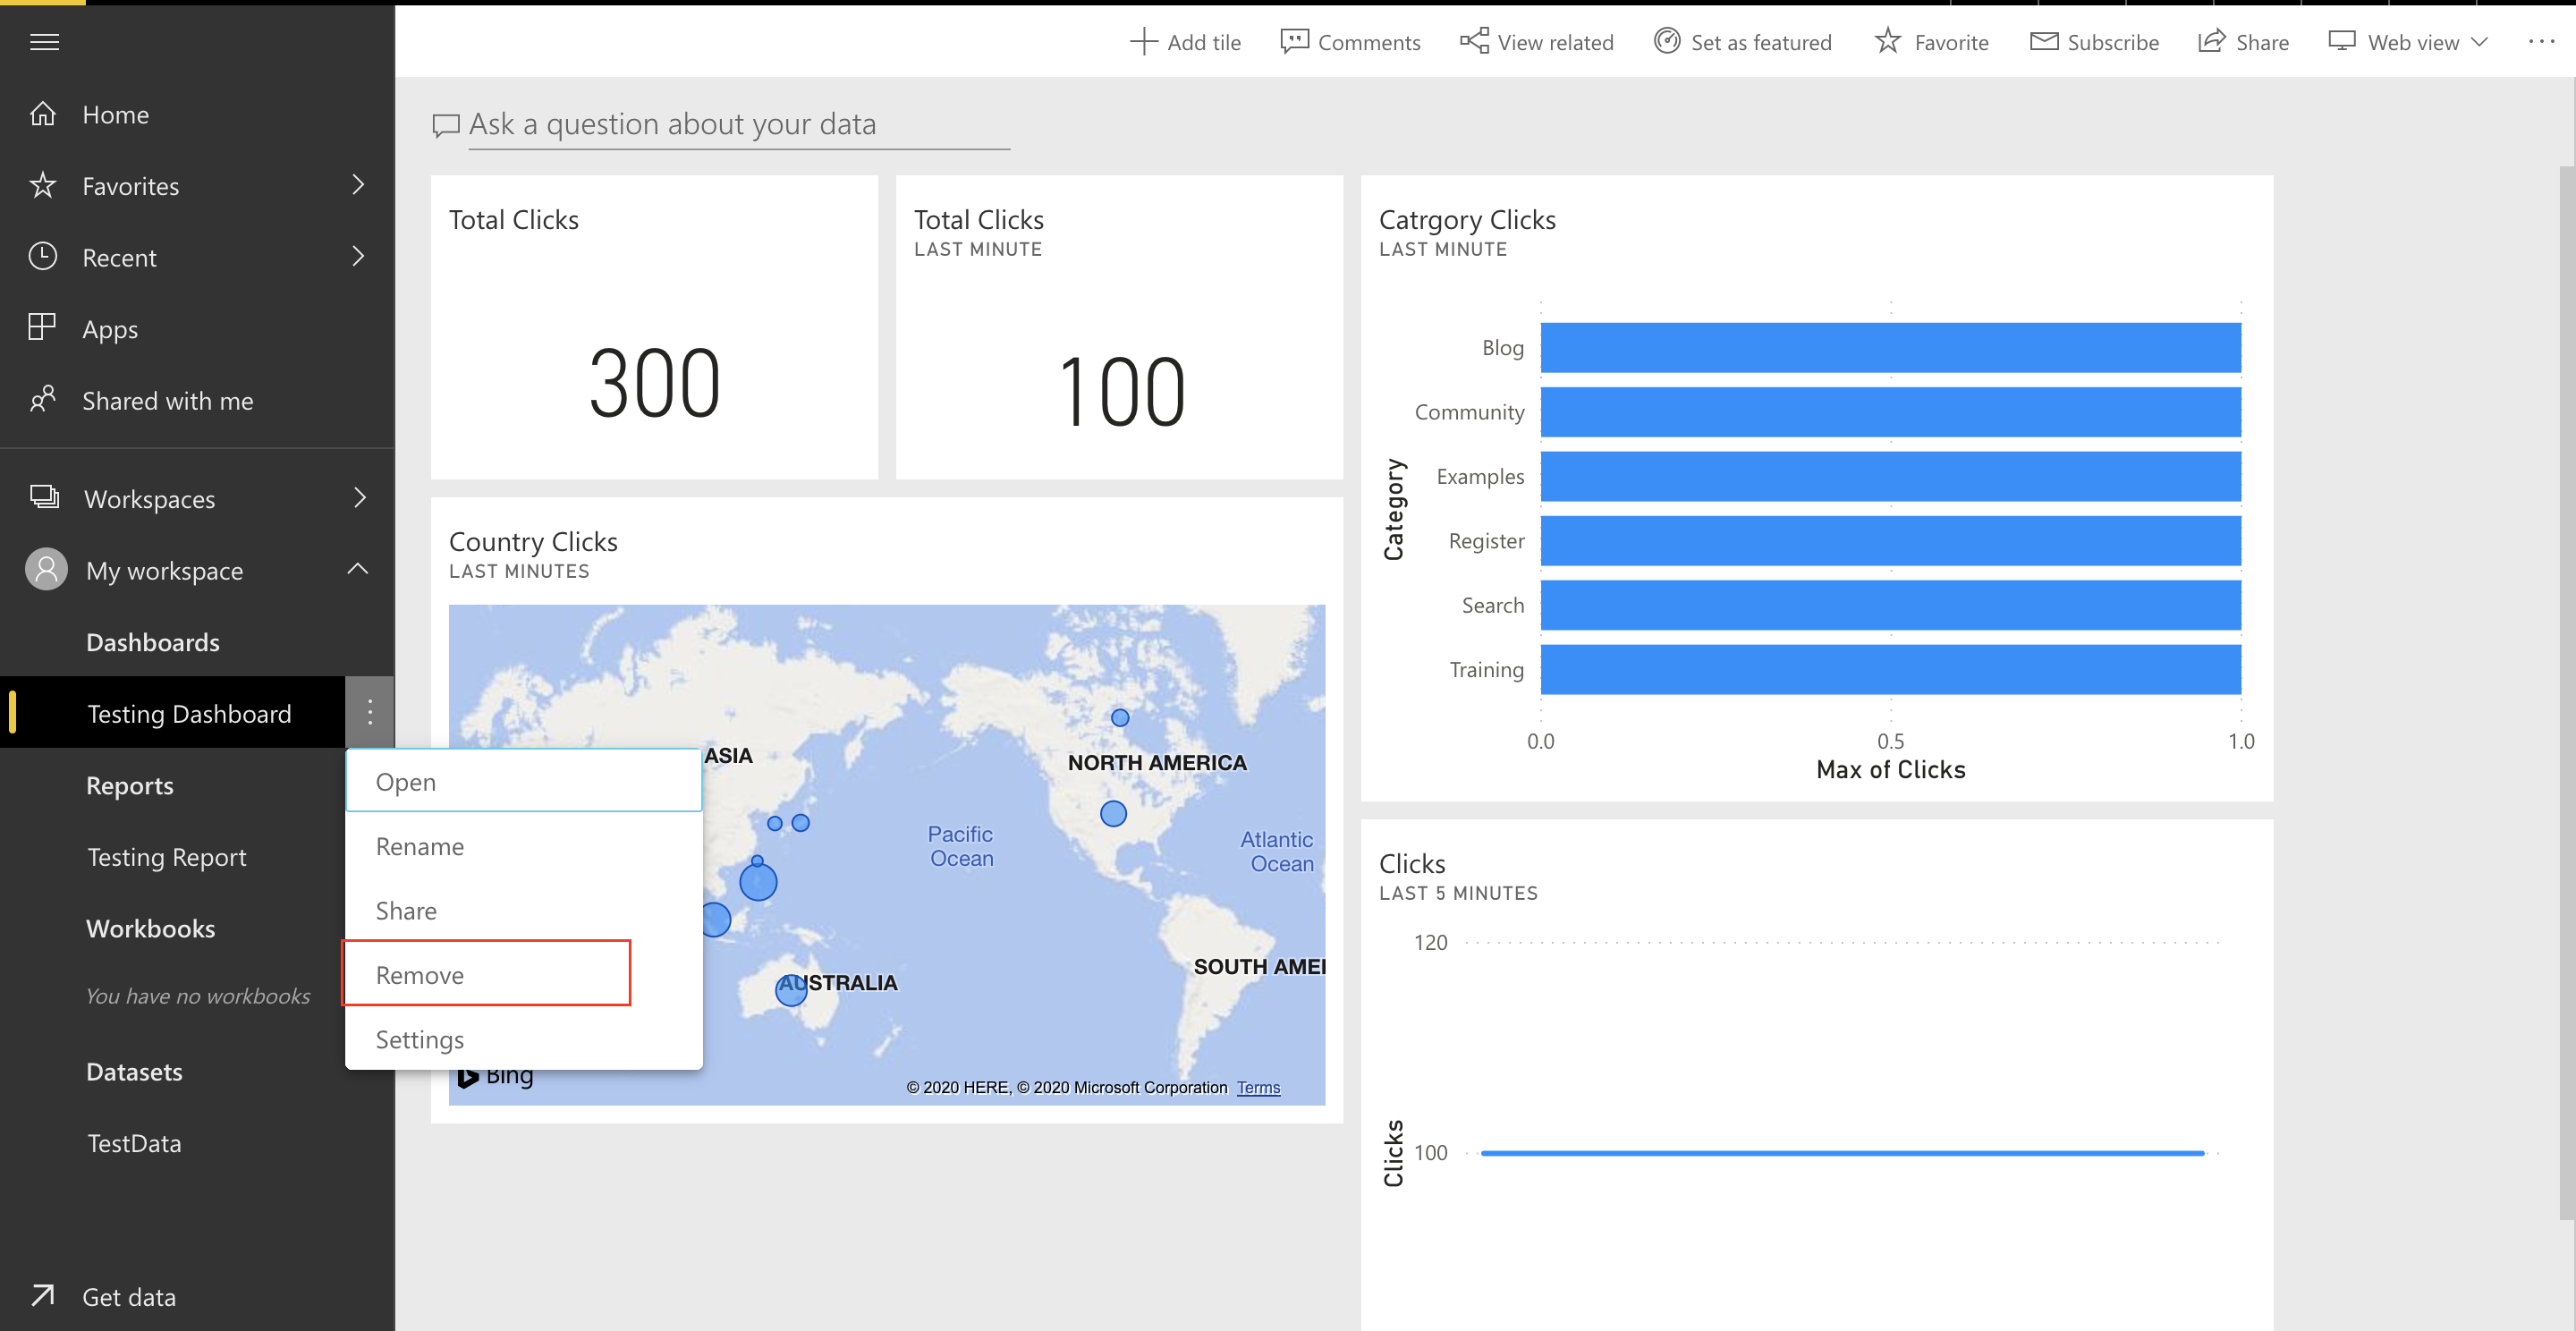 Add tile
Comments
View related
Set as featured
Favorite
Subscribe
Share
Web view
Home
Favorites
Recent
Apps
Shared with me
Workspaces
My workspace
Dashboards
Testing Dashboard
Reports
Testing Report
Workbooks
You have no workbooks
Datasets
TestData
Get data
Open
Rename
Share
Remove
Settings
Ask a question about your data
Total Clicks
300
Total Clicks
LAST MINUTE
100
Country Clicks
LAST MINUTES
ASIA
NORTH AMERICA
Pacific
Ocean
Atlantic
Ocean
AUSTRALIA
SOUTH AMEI
Bing
© 2020 HERE, © 2020 Microsoft Corporation Terms
Catrgory Clicks
LAST MINUTE
Category
Blog
Community
Examples
Register
Search
Training
0.0
0.5
1.0
Max of Clicks
Clicks
LAST 5 MINUTES
120
100
Clicks